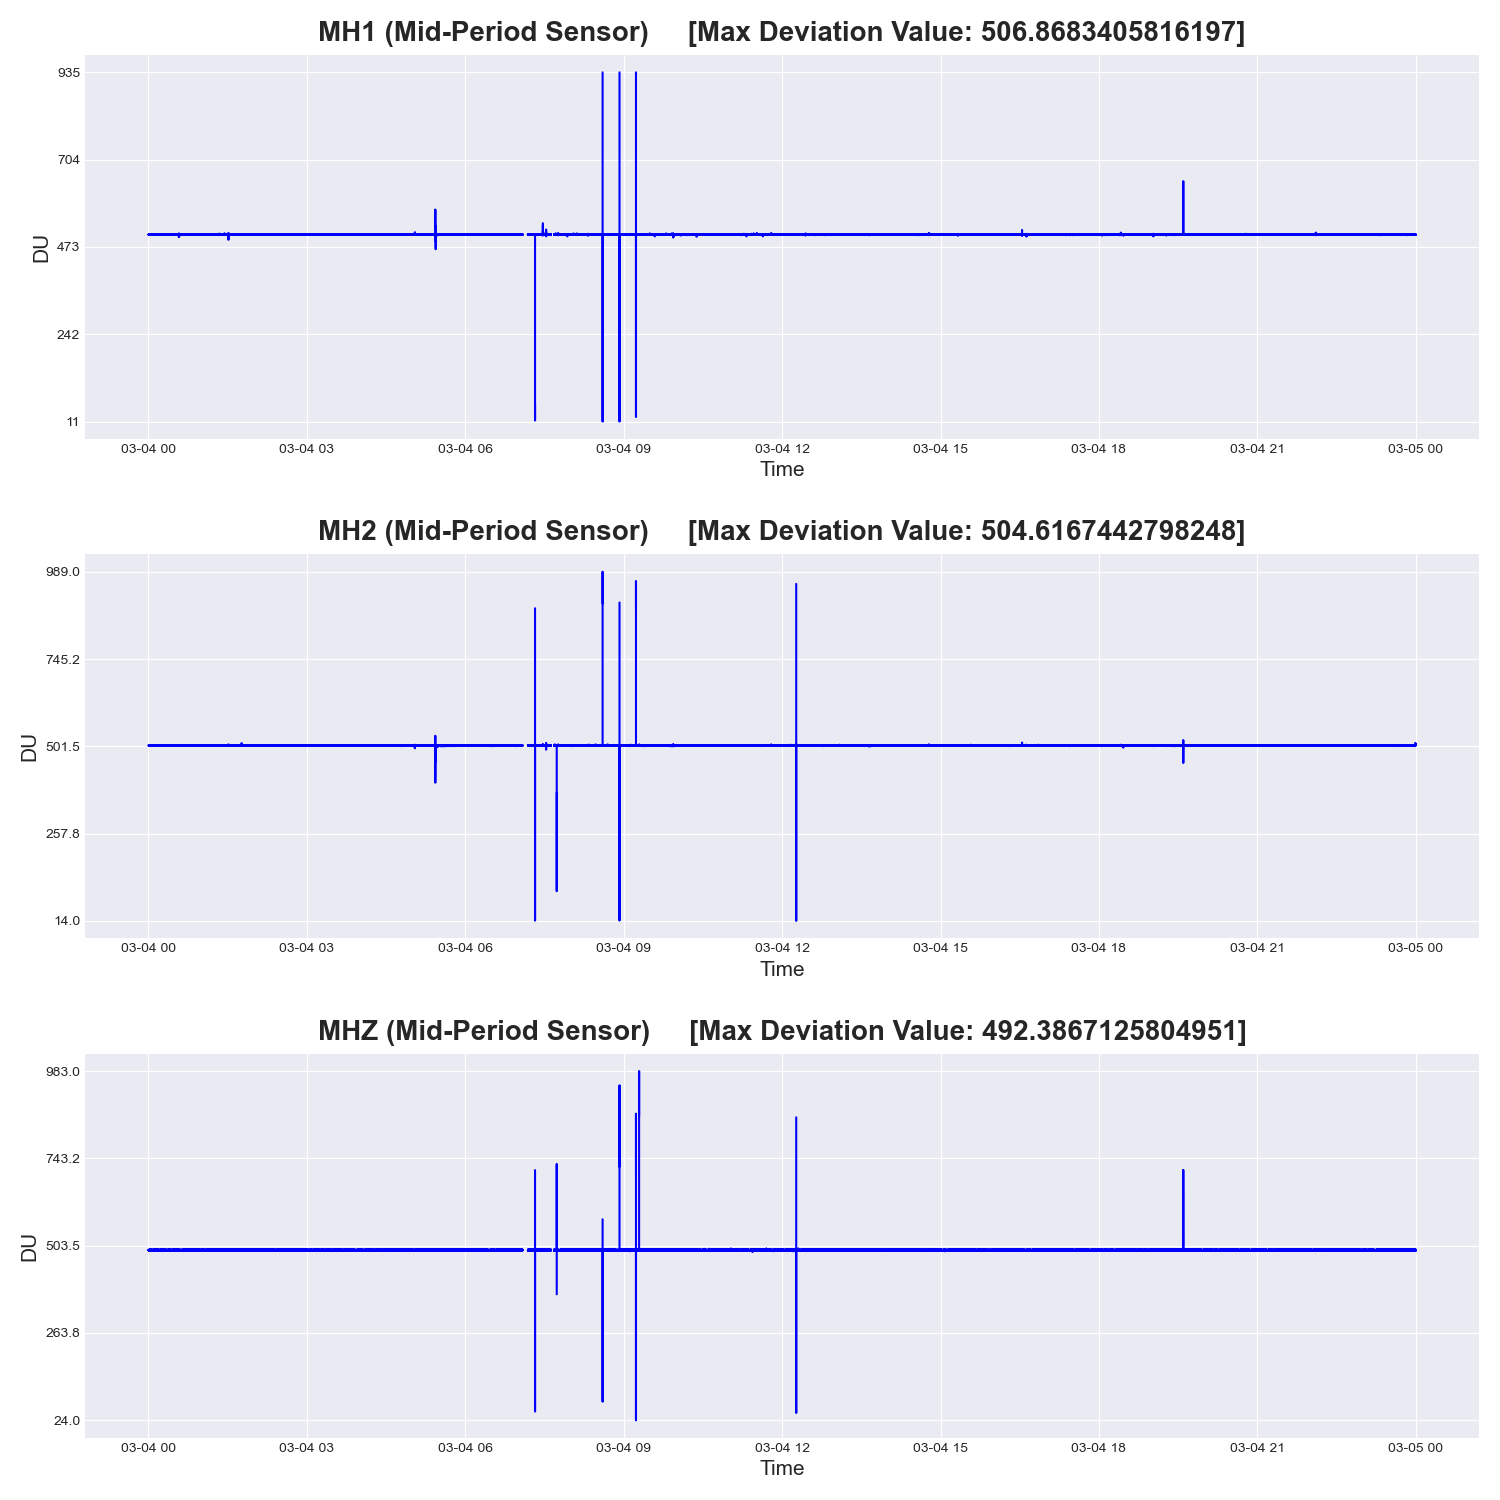 MH1 (Mid-Period Sensor) [Max Deviation Value: 506.8683405816197]
935
704
473
242
11
DU
03-04 00 03-04 03 03-04 06 03-04 09 03-04 12 03-04 15 03-04 18 03-04 21 03-05 00
Time
MH2 (Mid-Period Sensor) [Max Deviation Value: 504.6167442798248]
989.0
745.2
501.5
257.8
14.0
DU
03-04 00 03-04 03 03-04 06 03-04 09 03-04 12 03-04 15 03-04 18 03-04 21 03-05 00
Time
MHZ (Mid-Period Sensor) [Max Deviation Value: 492.3867125804951]
983.0
743.2
503.5
263.8
24.0
DU
03-04 00 03-04 03 03-04 06 03-04 09 03-04 12 03-04 15 03-04 18 03-04 21 03-05 00
Time